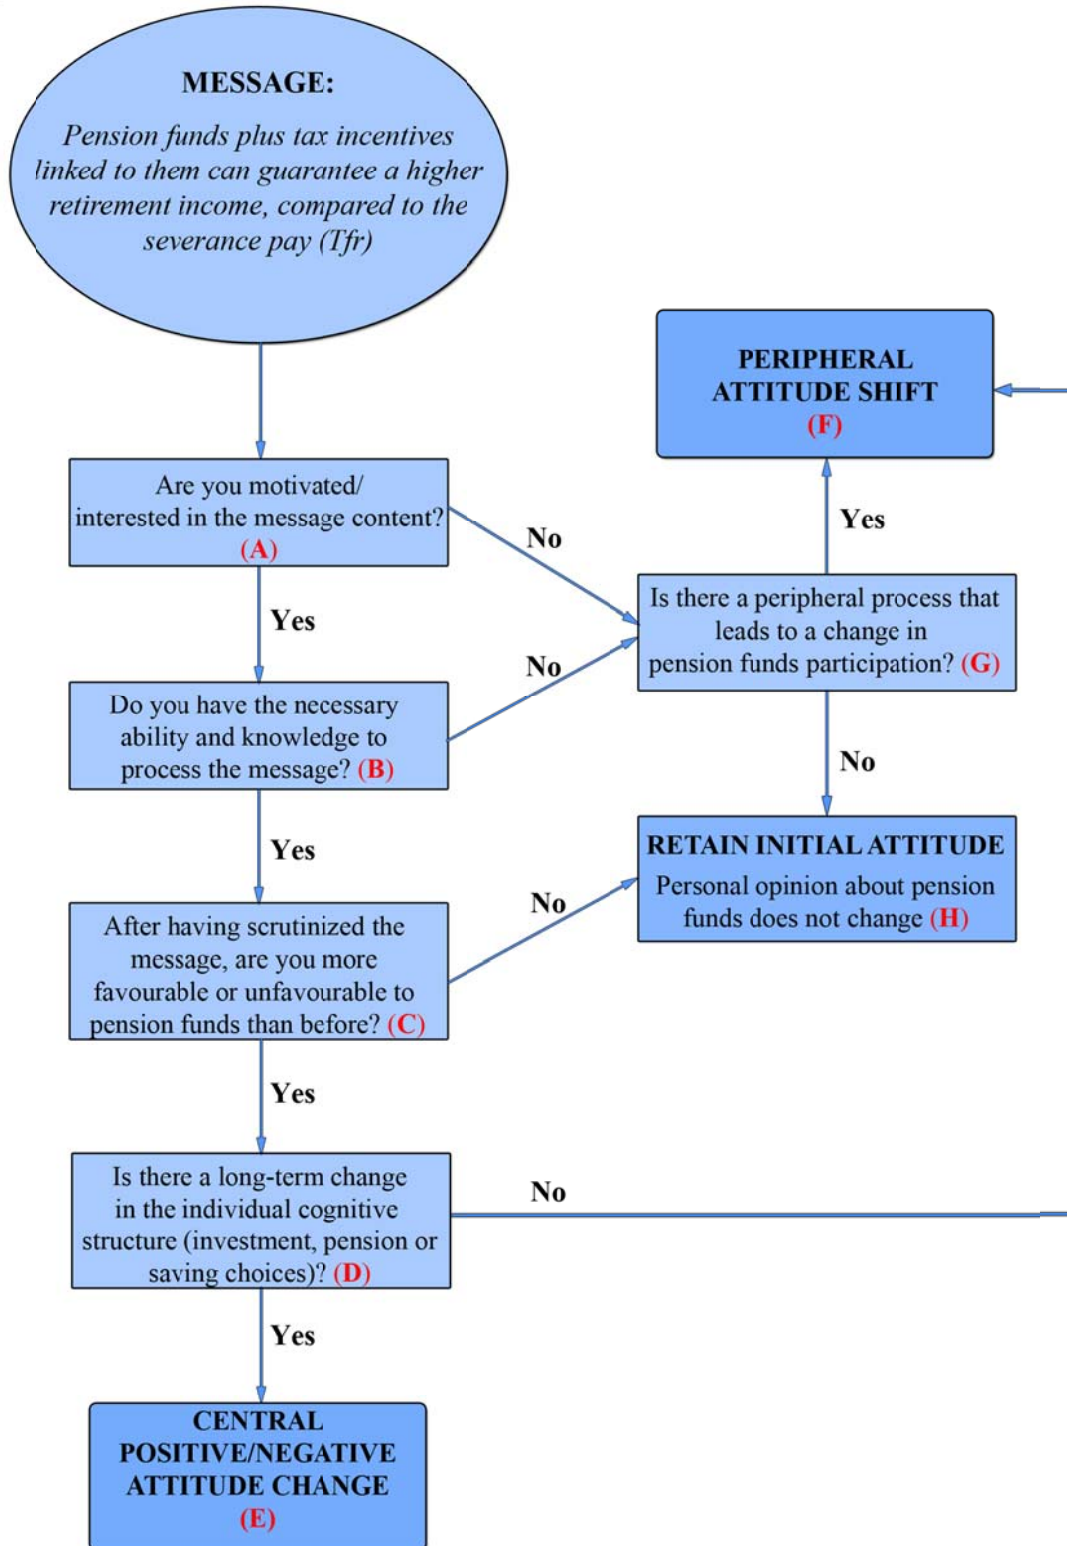 MESSAGE:
Pension funds plus tax incentives
linked to them can guarantee a higher
retirement income, compared to the
severance pay (Tfr)
PERIPHERAL
ATTITUDE SHIFT
(F)
Are you motivated/
interested in the message content?
(A)
No
Yes
Is there a peripheral process that
leads to a change in
pension funds participation? (G)
Yes
No
Do you have the necessary
ability and knowledge to
process the message? (B)
No
Yes
RETAIN INITIAL ATTITUDE
Personal opinion about pension
funds does not change (H)
After having scrutinized the
message, are you more
favourable or unfavourable to
pension funds than before? (C)
No
Yes
Is there a long-term change
in the individual cognitive
structure (investment, pension or
saving choices)? (D)
No
Yes
CENTRAL
POSITIVE/NEGATIVE
ATTITUDE CHANGE
(E)